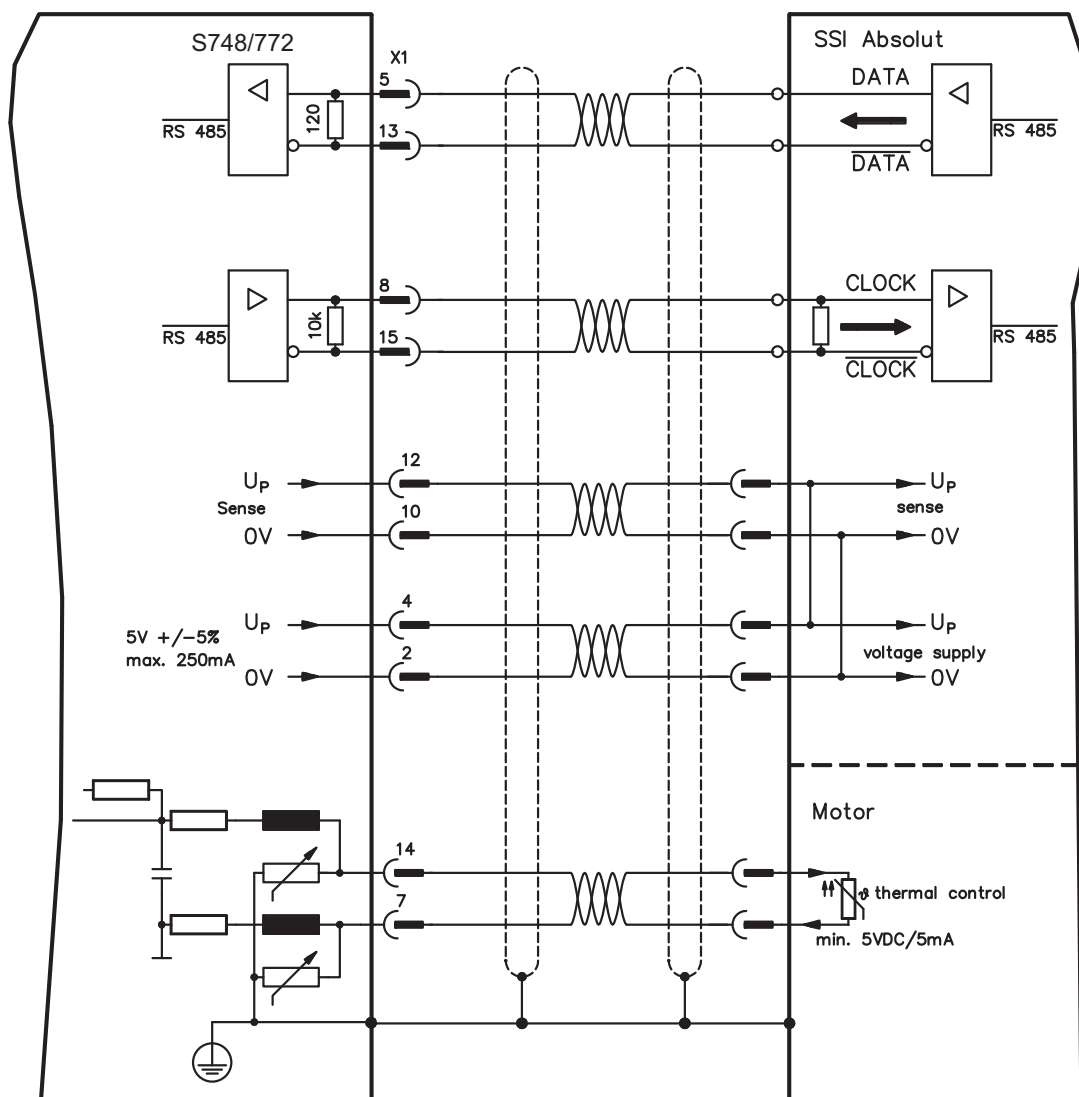 S748/772
X1
SSI Absolut
5
DATA
RS 485
120
13
RS 485
DATA
8
CLOCK
RS 485
10k
15
RS 485
CLOCK
12
UP
UP
Sense
10
sense
0V
0V
4
UP
UP
5V +/-5%
max. 250mA
2
voltage supply
0V
0V
Motor
14
ϑ thermal control
7
min. 5VDC/5mA